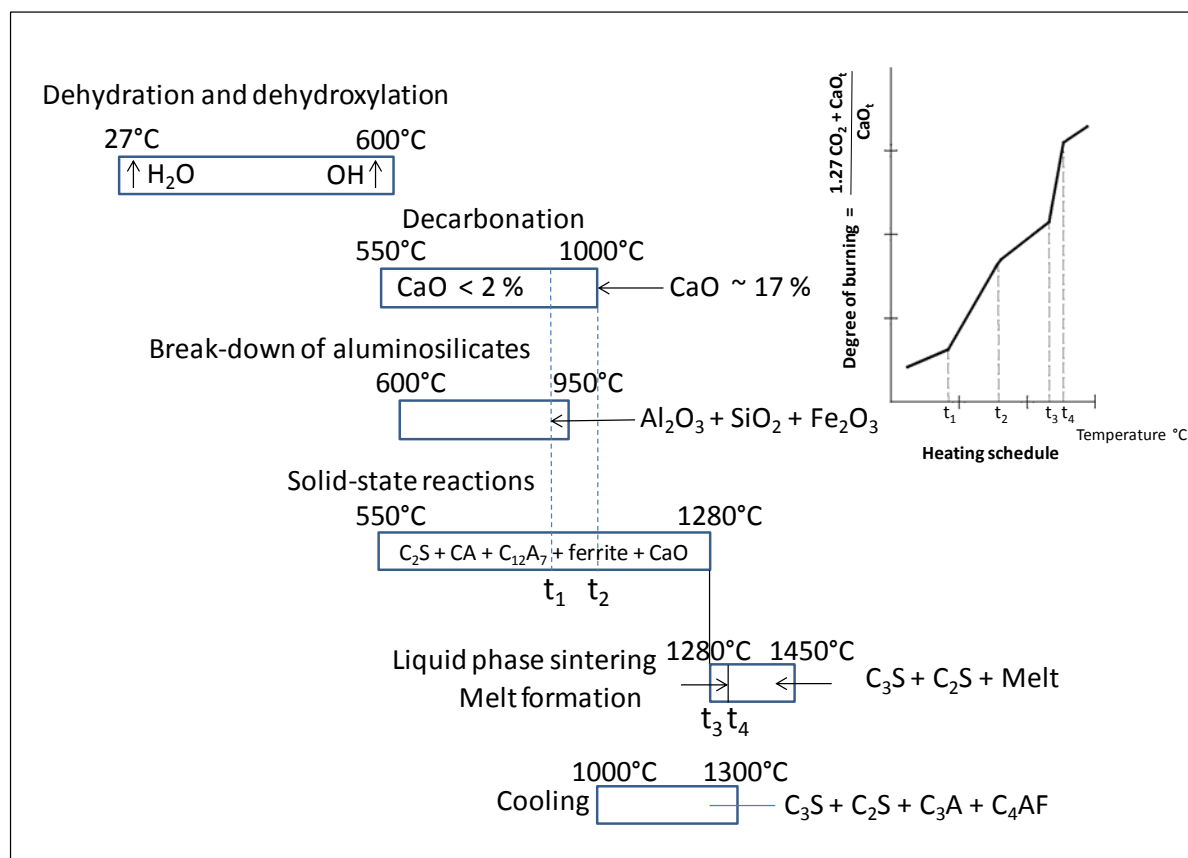 Dehydration and dehydroxylation
27°C 600°C
↑ H₂O OH ↑
Decarbonation
550°C 1000°C
CaO < 2 % CaO ~ 17 %
Break-down of aluminosilicates
600°C 950°C
Al₂O₃ + SiO₂ + Fe₂O₃
Solid-state reactions
550°C 1280°C
C₂S + CA + C₁₂A₇ + ferrite + CaO
t₁ t₂
1280°C 1450°C
Liquid phase sintering
Melt formation
C₃S + C₂S + Melt
t₃ t₄
1000°C 1300°C
Cooling
C₃S + C₂S + C₃A + C₄AF
Degree of burning = 1.27 CO₂ + CaOₜ
CaOₜ
t₁ t₂ t₃ t₄
Temperature °C
Heating schedule